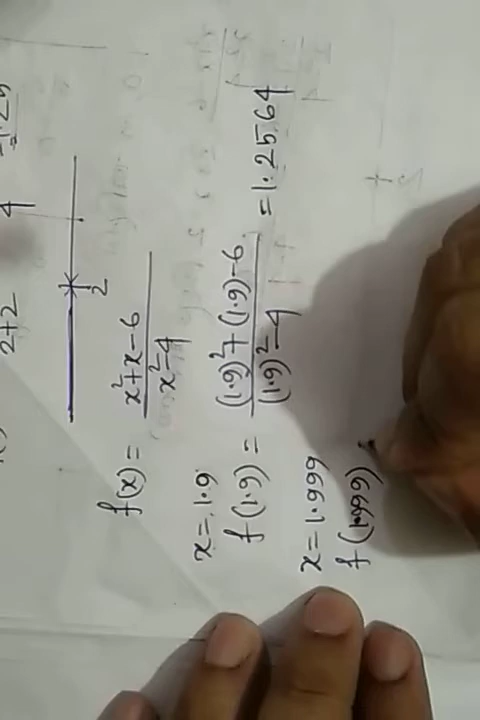 2+2
4
2
f(x) = x²+x-6 / x²-4
x = 1.9
f(1.9) = (1.9)²+(1.9)-6 / (1.9)²-4 = 1.2564
x = 1.999
f(1.999)